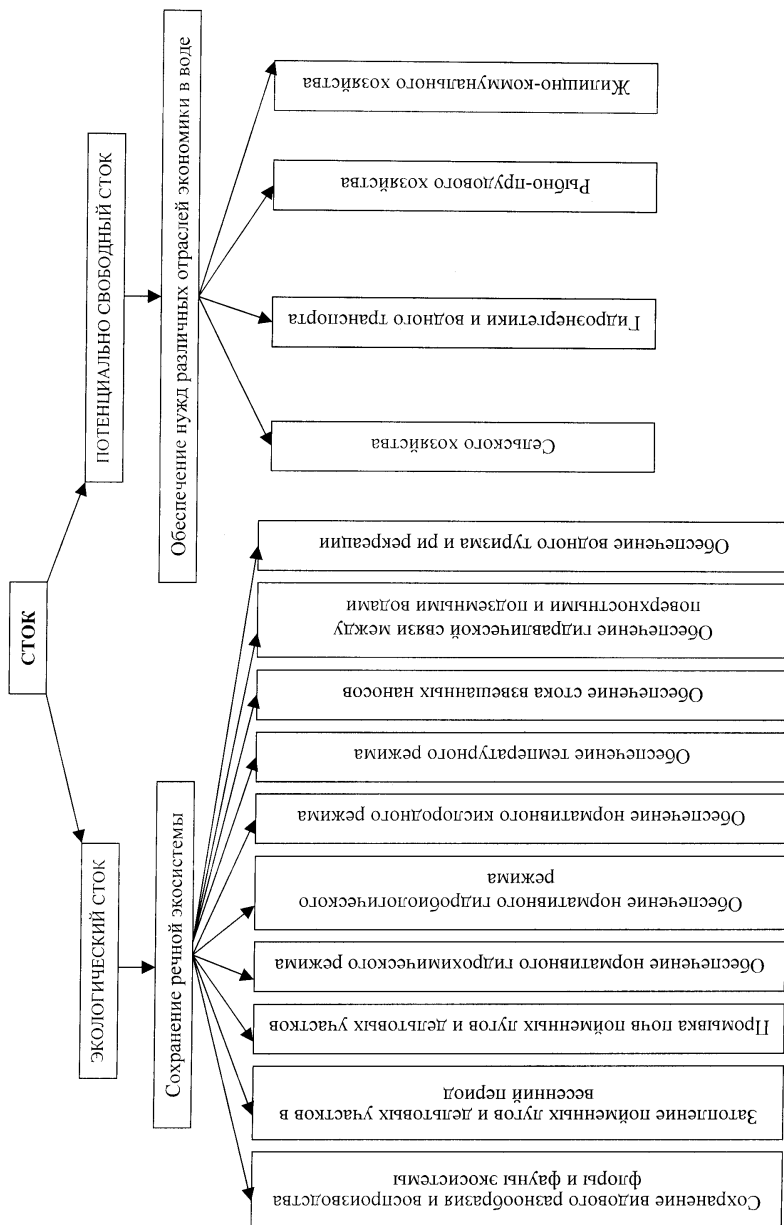 СТОК
ЭКОЛОГИЧЕСКИЙ СТОК
ПОТЕНЦИАЛЬНО СВОБОДНЫЙ СТОК
Сохранение речной экосистемы
Обеспечение нужд различных отраслей экономики в воде
Сохранение видового разнообразия и воспроизводства
флоры и фауны экосистемы
Затопление пойменных лугов и дельтовых участков в
весенний период
Промывка почв пойменных лугов и дельтовых участков
Обеспечение нормативного гидрохимического режима
Обеспечение нормативного гидробиологического
режима
Обеспечение нормативного кислородного режима
Обеспечение температурного режима
Обеспечение стока взвешанных наносов
Обеспечение гидравлической связи между
поверхностными и подземными водами
Обеспечение водного туризма и ри рекреации
Сельского хозяйства
Гидроэнергетики и водного транспорта
Рыбно-прудового хозяйства
Жилищно-коммунального хозяйства